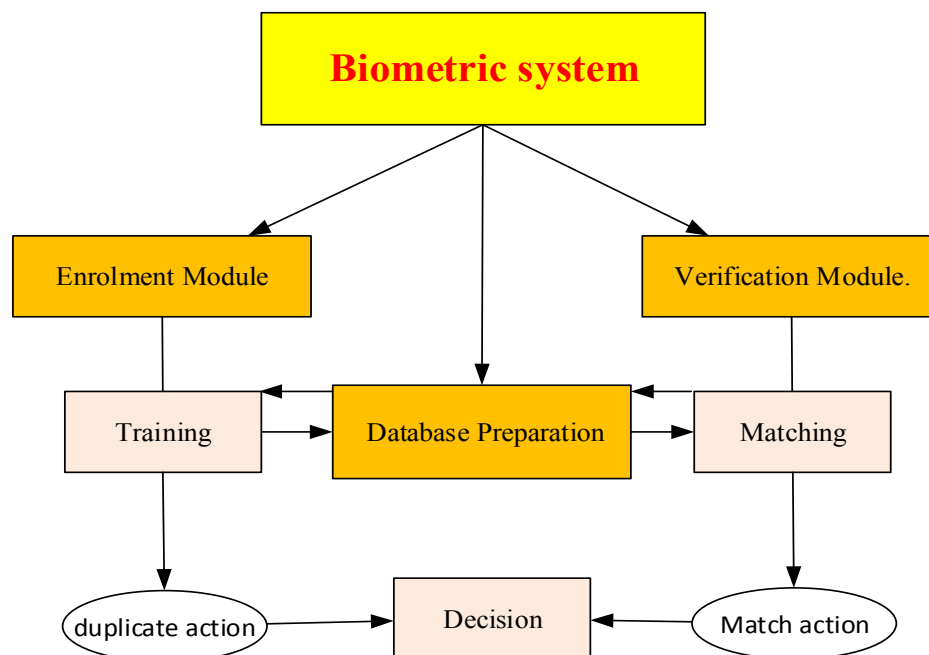 Biometric system
Enrolment Module
Verification Module.
Training
Database Preparation
Matching
duplicate action
Decision
Match action